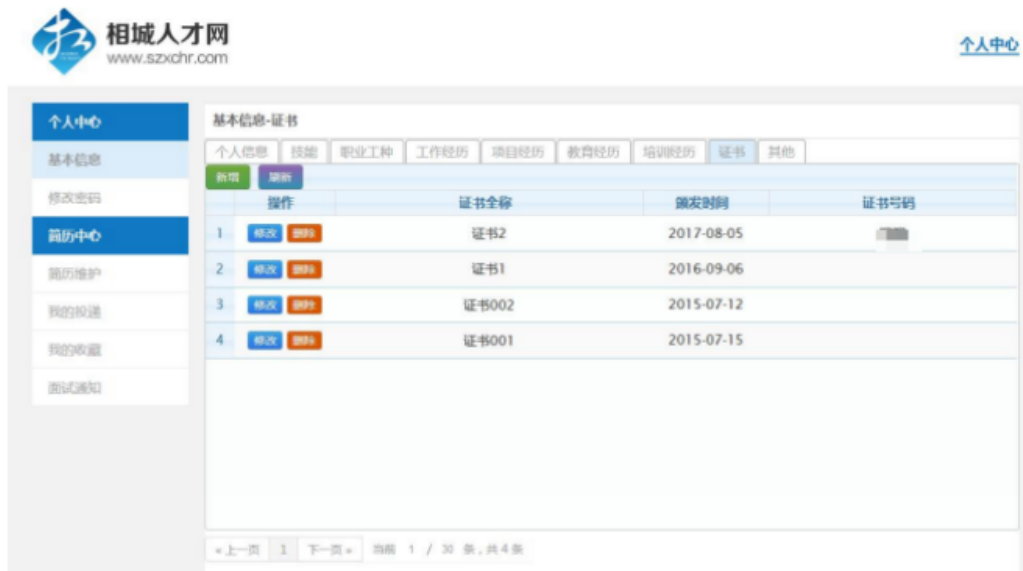 相城人才网
www.szxchr.com
个人中心
个人中心
基本信息
修改密码
简历中心
简历维护
我的投递
我的收藏
面试通知
基本信息-证书
个人信息 技能 职业工种 工作经历 项目经历 教育经历 培训经历 证书 其他
新增 刷新
操作 证书全称 颁发时间 证书号码
1 修改 删除 证书2 2017-08-05
2 修改 删除 证书1 2016-09-06
3 修改 删除 证书002 2015-07-12
4 修改 删除 证书001 2015-07-15
«上一页 1 下一页» 当前 1 / 30 条,共4条